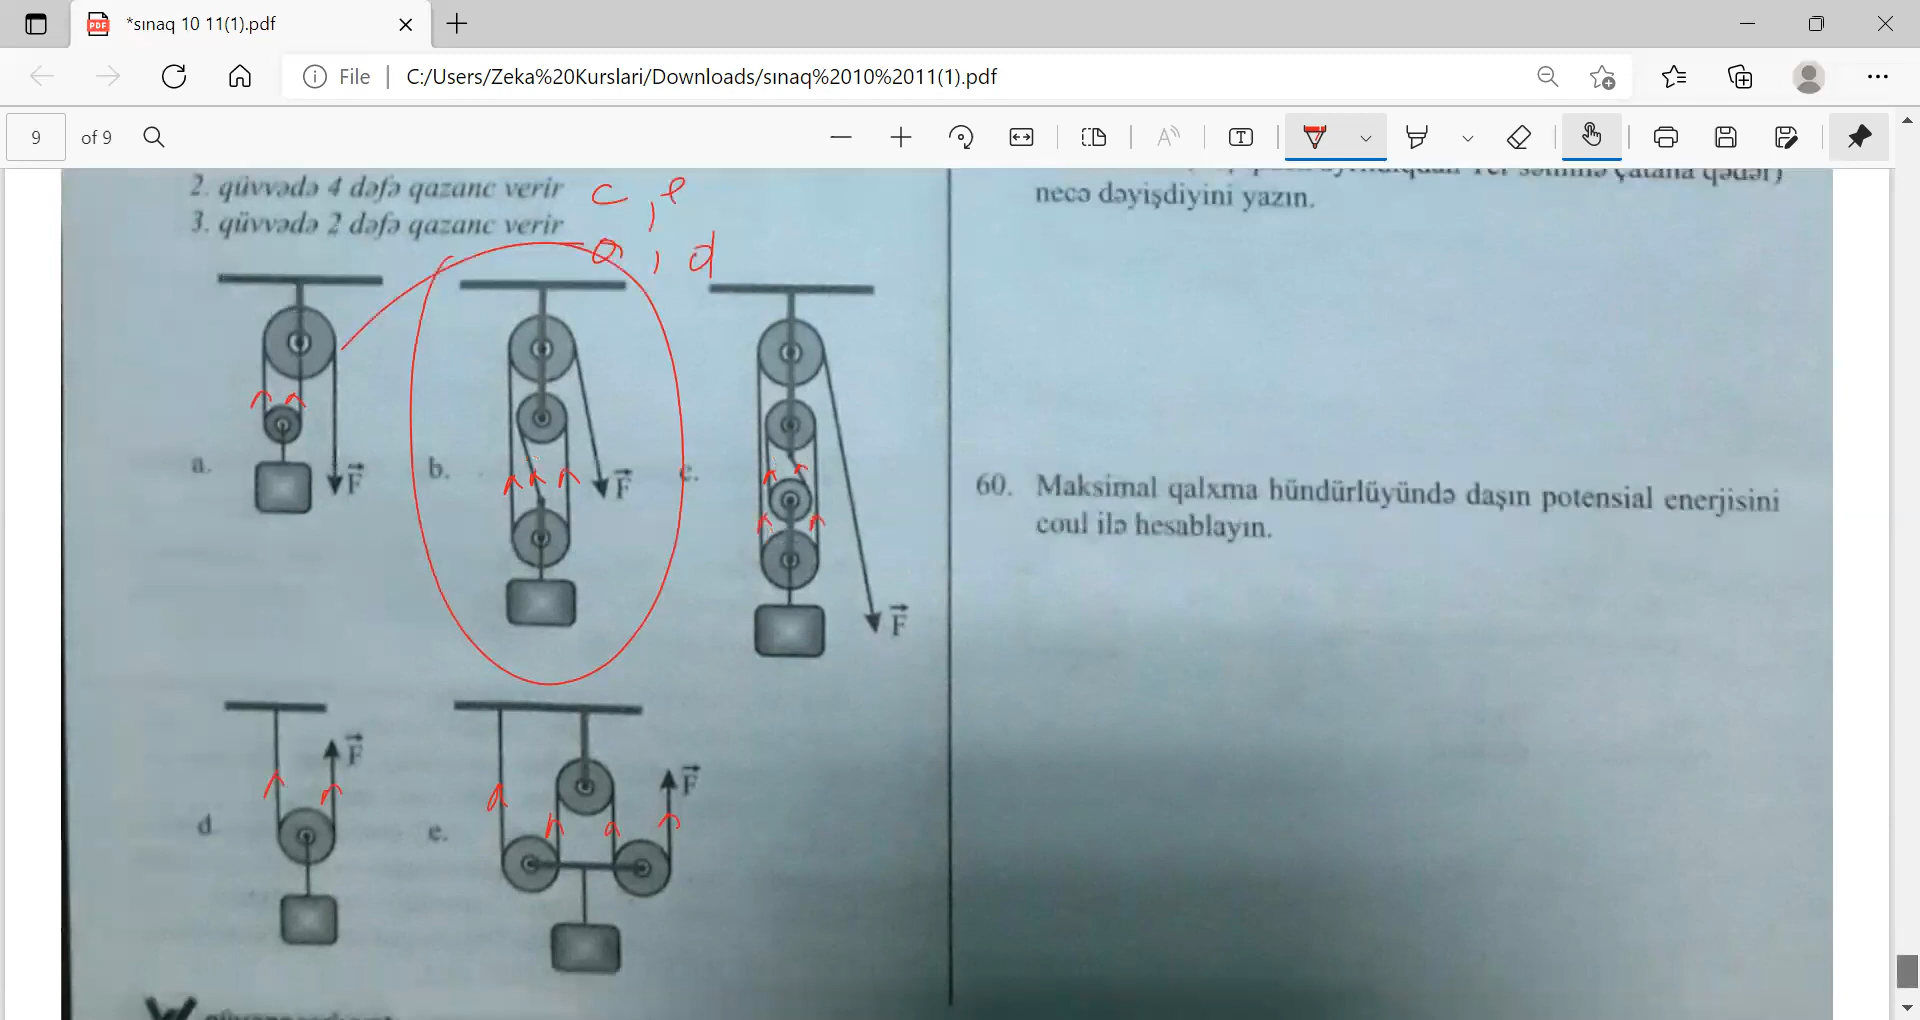 *sınaq 10 11(1).pdf
File | C:/Users/Zeka%20Kurslari/Downloads/sınaq%2010%2011(1).pdf
9 of 9
2. qüvvədə 4 dəfə qazanc verir c, e
3. qüvvədə 2 dəfə qazanc verir a, d
a. F
b. F
c. F
d F
e. F
çatana qədər)
necə dəyişdiyini yazın.
60. Maksimal qalxma hündürlüyündə daşın potensial enerjisini
coul ilə hesablayın.